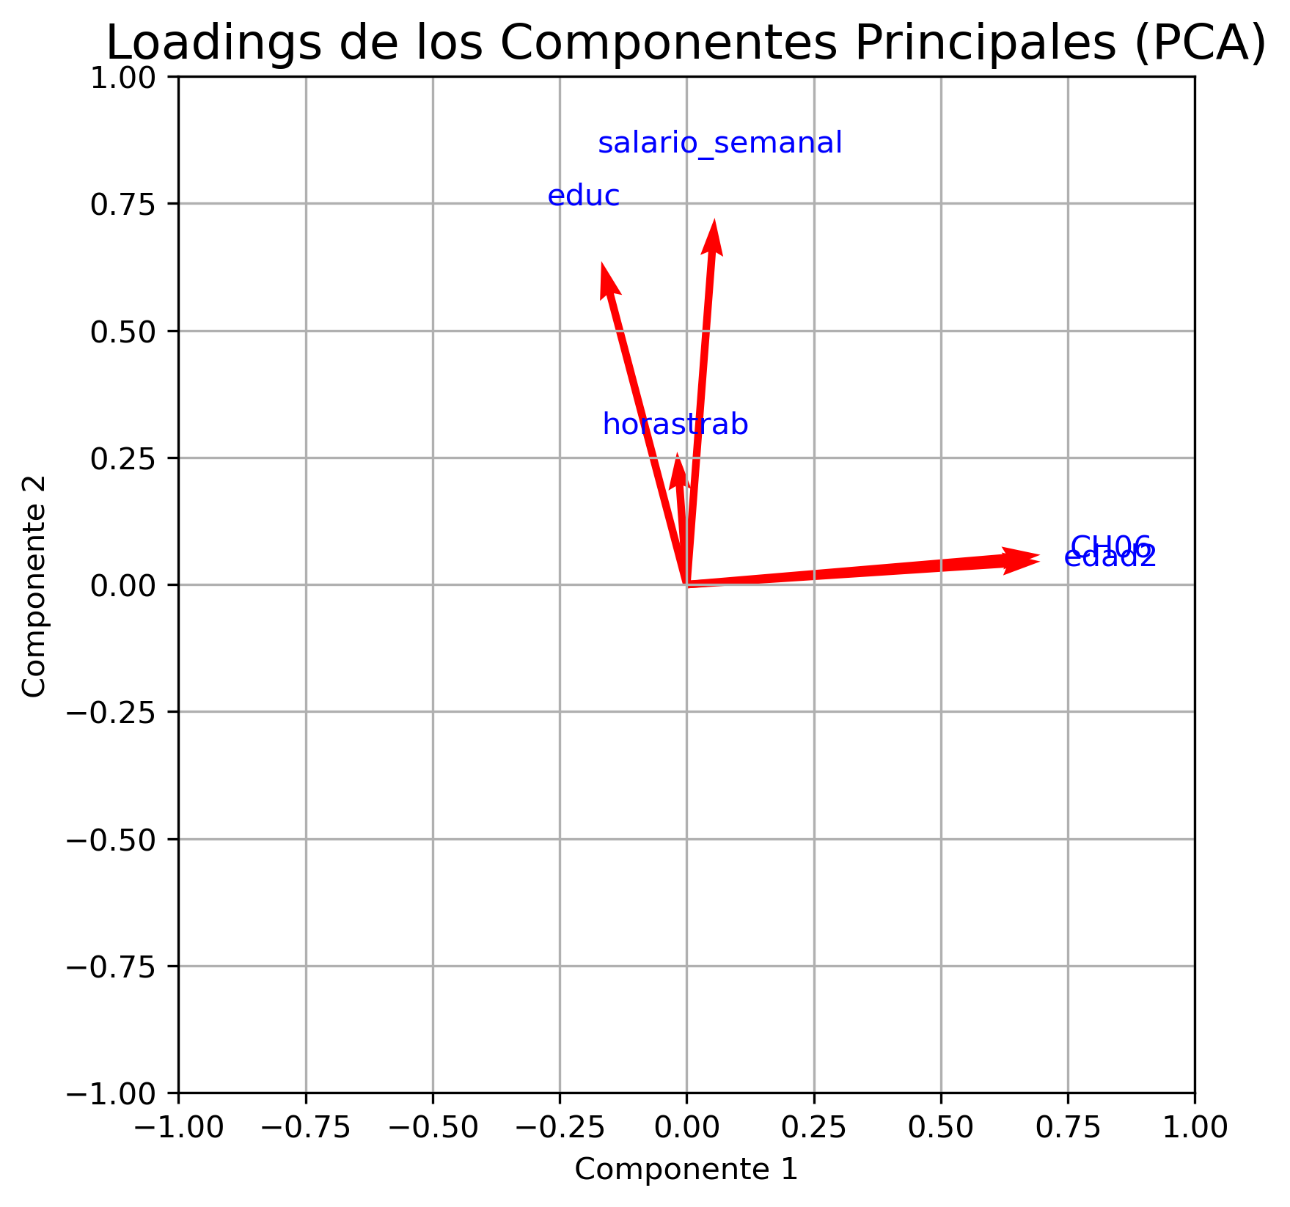 Loadings de los Componentes Principales (PCA)
1.00
salario_semanal
educ
0.75
0.50
horastrab
0.25
CH06
edad2
0.00
−0.25
−0.50
−0.75
−1.00
Componente 2
−1.00 −0.75 −0.50 −0.25 0.00 0.25 0.50 0.75 1.00
Componente 1